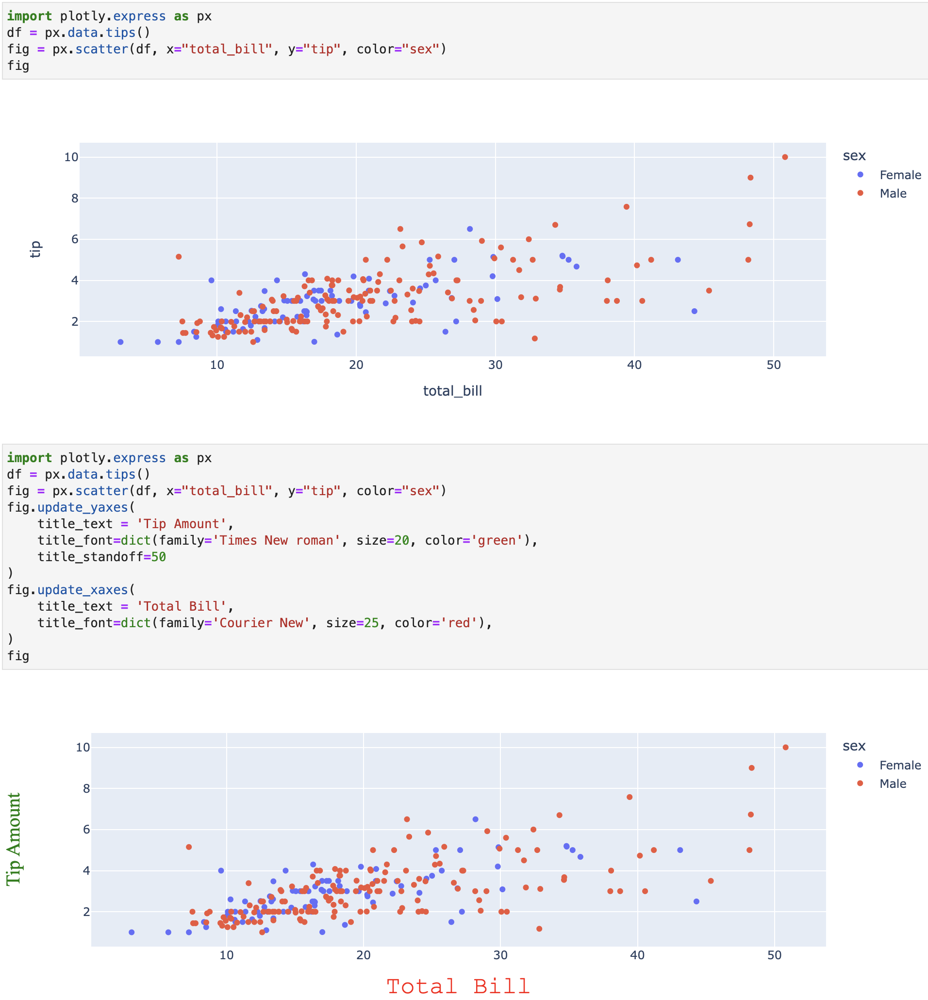 import plotly.express as px
df = px.data.tips()
fig = px.scatter(df, x="total_bill", y="tip", color="sex")
fig
10
8
6
4
2
tip
10 20 30 40 50
total_bill
sex
Female
Male
import plotly.express as px
df = px.data.tips()
fig = px.scatter(df, x="total_bill", y="tip", color="sex")
fig.update_yaxes(
    title_text = 'Tip Amount',
    title_font=dict(family='Times New roman', size=20, color='green'),
    title_standoff=50
)
fig.update_xaxes(
    title_text = 'Total Bill',
    title_font=dict(family='Courier New', size=25, color='red'),
)
fig
10
8
6
4
2
Tip Amount
10 20 30 40 50
Total Bill
sex
Female
Male